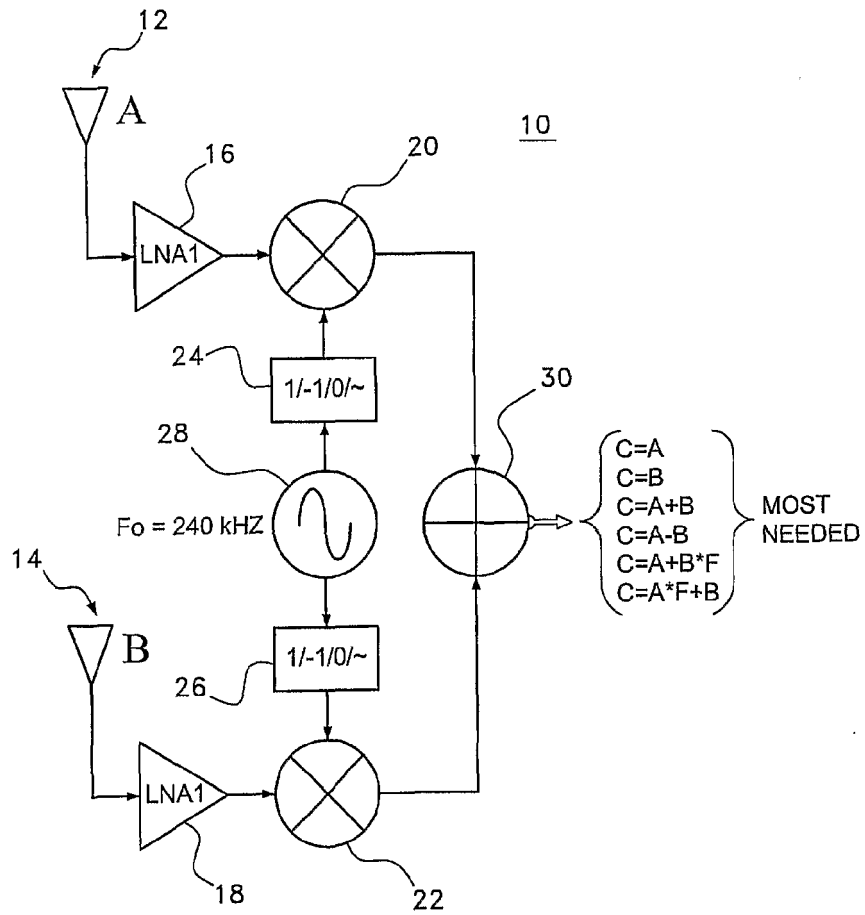 12
A
10
16
20
LNA1
24
1/-1/0/~
30
28
Fo = 240 kHZ
C=A
C=B
C=A+B
C=A-B
C=A+B*F
C=A*F+B
MOST
NEEDED
14
B
1/-1/0/~
26
LNA1
18
22